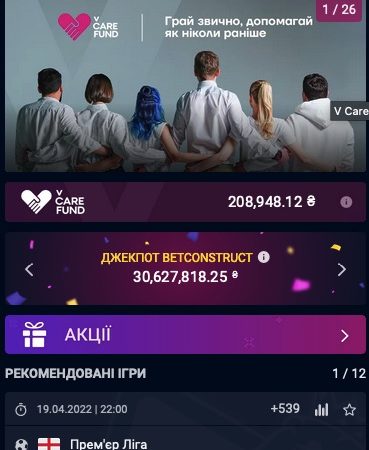 1 / 26
V
CARE
FUND
Грай звично, допомагай
як ніколи раніше
V Care
V
CARE
FUND
208,948.12 ₴
ДЖЕКПОТ BETCONSTRUCT
30,627,818.25 ₴
АКЦІЇ
РЕКОМЕНДОВАНІ ІГРИ
1 / 12
19.04.2022 | 22:00
+539
Прем'єр Ліга